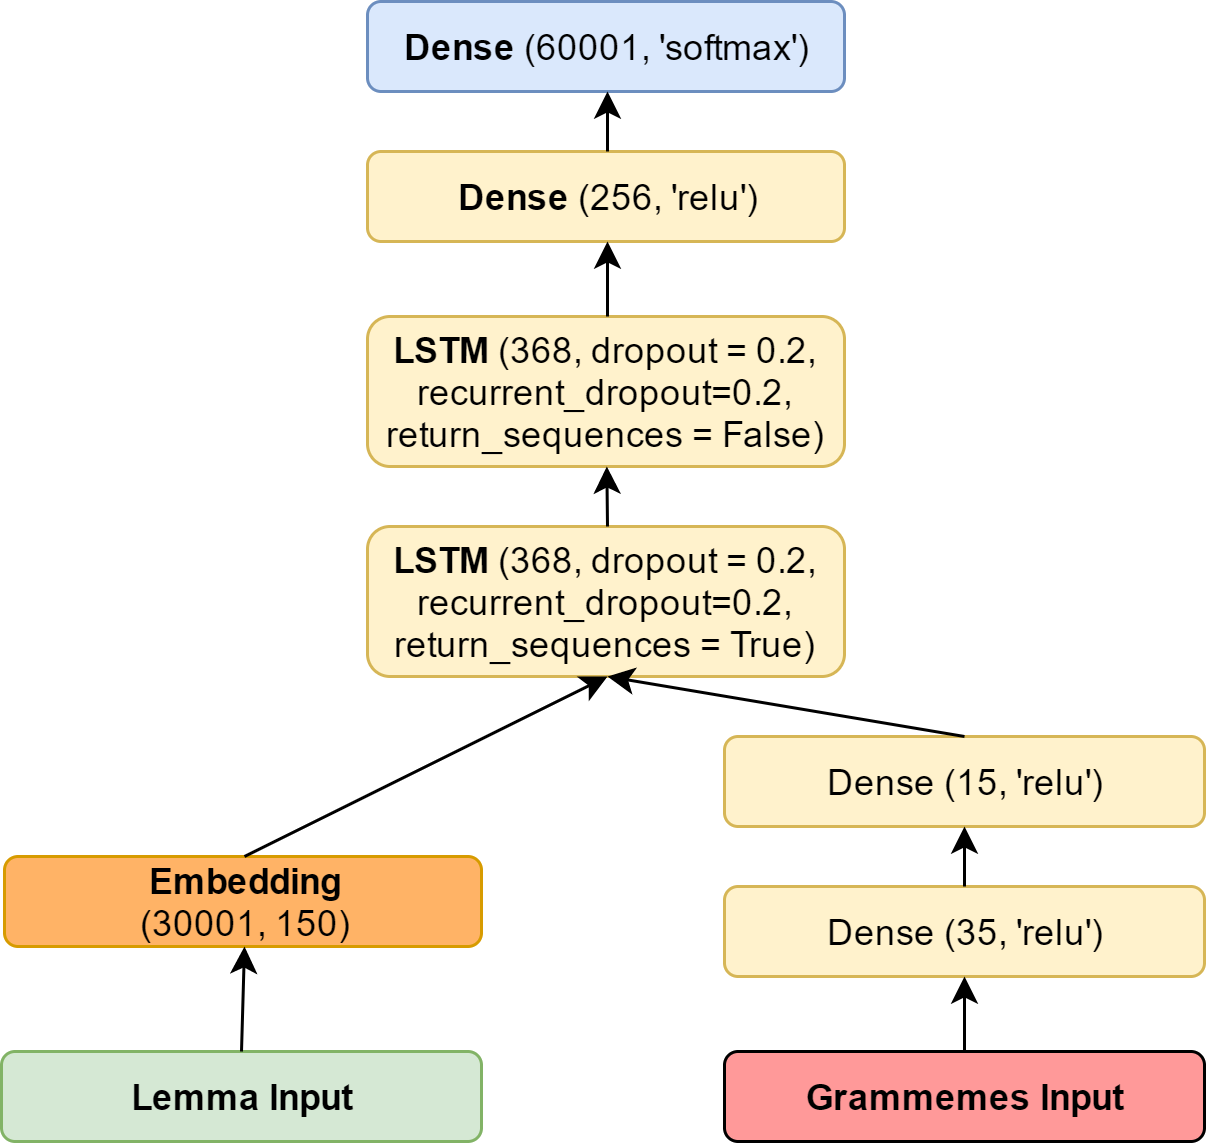 Dense (60001, 'softmax')
Dense (256, 'relu')
LSTM (368, dropout = 0.2,
recurrent_dropout=0.2,
return_sequences = False)
LSTM (368, dropout = 0.2,
recurrent_dropout=0.2,
return_sequences = True)
Dense (15, 'relu')
Embedding
(30001, 150)
Dense (35, 'relu')
Lemma Input
Grammemes Input